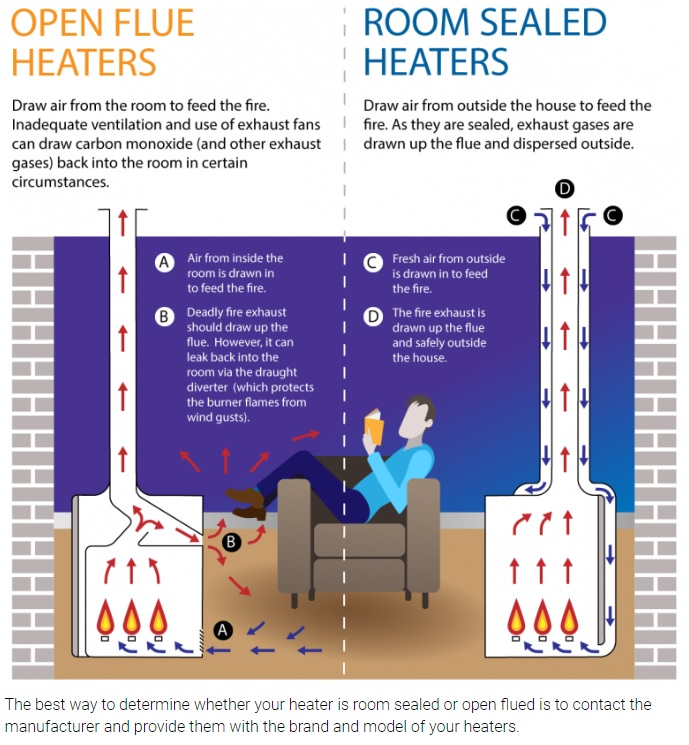 OPEN FLUE
HEATERS
Draw air from the room to feed the fire.
Inadequate ventilation and use of exhaust fans
can draw carbon monoxide (and other exhaust
gases) back into the room in certain
circumstances.
ROOM SEALED
HEATERS
Draw air from outside the house to feed the
fire. As they are sealed, exhaust gases are
drawn up the flue and dispersed outside.
D
C
C
A
Air from inside the
room is drawn in
to feed the fire.
B
Deadly fire exhaust
should draw up the
flue. However, it can
leak back into the
room via the draught
diverter (which protects
the burner flames from
wind gusts).
C
Fresh air from outside
is drawn in to feed
the fire.
D
The fire exhaust is
drawn up the flue
and safely outside
the house.
B
A
The best way to determine whether your heater is room sealed or open flued is to contact the
manufacturer and provide them with the brand and model of your heaters.